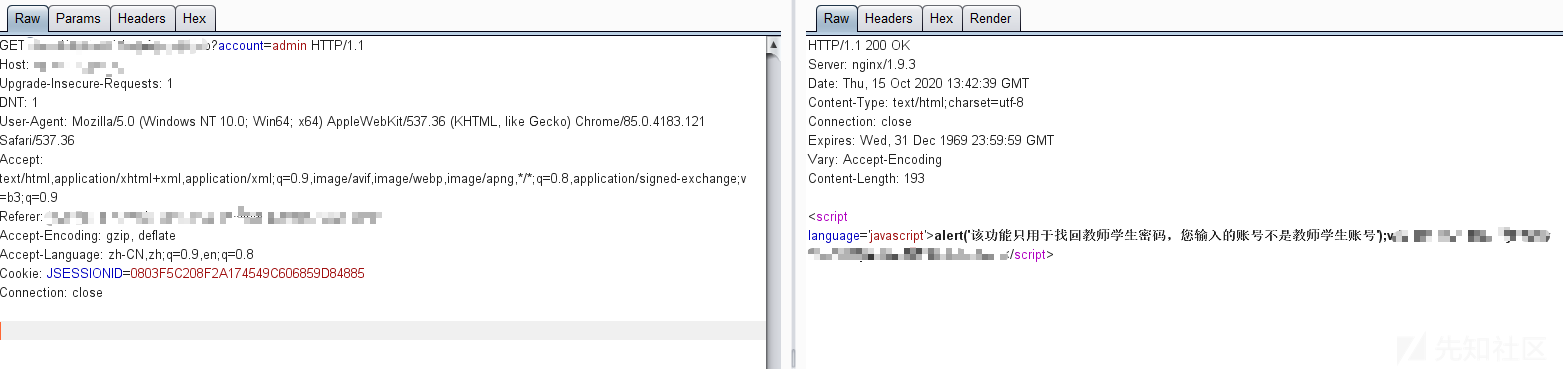 Raw Params Headers Hex
GET ?account=admin HTTP/1.1
Host:
Upgrade-Insecure-Requests: 1
DNT: 1
User-Agent: Mozilla/5.0 (Windows NT 10.0; Win64; x64) AppleWebKit/537.36 (KHTML, like Gecko) Chrome/85.0.4183.121
Safari/537.36
Accept:
text/html,application/xhtml+xml,application/xml;q=0.9,image/avif,image/webp,image/apng,*/*;q=0.8,application/signed-exchange;v
=b3;q=0.9
Referer:
Accept-Encoding: gzip, deflate
Accept-Language: zh-CN,zh;q=0.9,en;q=0.8
Cookie: JSESSIONID=0803F5C208F2A174549C606859D84885
Connection: close
Raw Headers Hex Render
HTTP/1.1 200 OK
Server: nginx/1.9.3
Date: Thu, 15 Oct 2020 13:42:39 GMT
Content-Type: text/html;charset=utf-8
Connection: close
Expires: Wed, 31 Dec 1969 23:59:59 GMT
Vary: Accept-Encoding
Content-Length: 193
<script
language='javascript'>alert('该功能只用于找回教师学生密码，您输入的账号不是教师学生账号');
</script>
先知社区